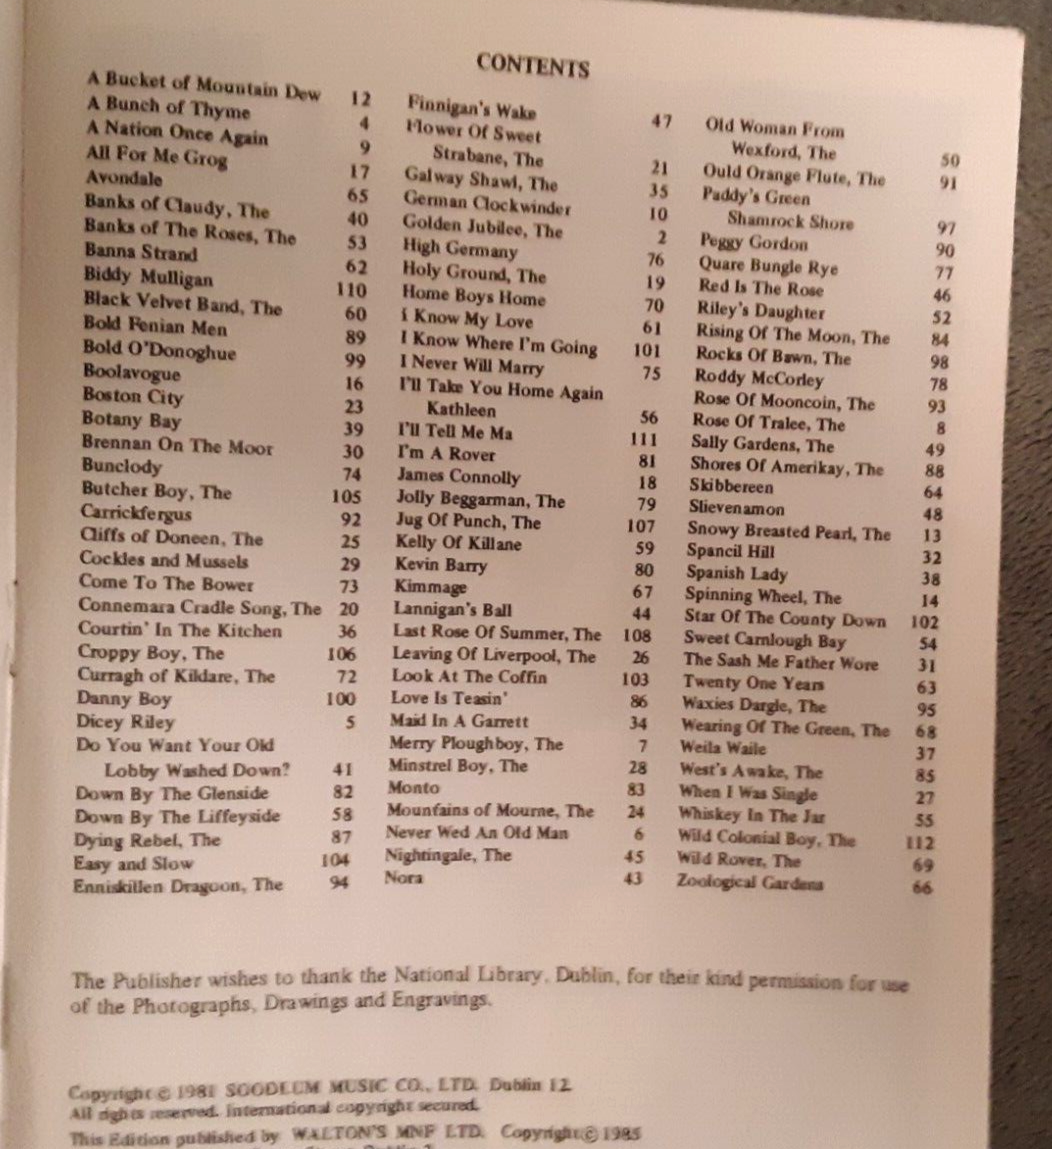 CONTENTS
A Bucket of Mountain Dew 12
A Bunch of Thyme 4
A Nation Once Again 9
All For Me Grog 17
Avondale 65
Banks of Claudy, The 40
Banks of The Roses, The 53
Banna Strand 62
Biddy Mulligan 110
Black Velvet Band, The 60
Bold Fenian Men 89
Bold O'Donoghue 99
Boolavogue 16
Boston City 23
Botany Bay 39
Brennan On The Moor 30
Bunclody 74
Butcher Boy, The 105
Carrickfergus 92
Cliffs of Doneen, The 25
Cockles and Mussels 29
Come To The Bower 73
Connemara Cradle Song, The 20
Courtin' In The Kitchen 36
Croppy Boy, The 106
Curragh of Kildare, The 72
Danny Boy 100
Dicey Riley 5
Do You Want Your Old
Lobby Washed Down? 41
Down By The Glenside 82
Down By The Liffeyside 58
Dying Rebel, The 87
Easy and Slow 104
Enniskillen Dragoon, The 94
Finnigan's Wake 47
Flower Of Sweet
Strabane, The 21
Galway Shawl, The 35
German Clockwinder 10
Golden Jubilee, The 2
High Germany 76
Holy Ground, The 19
Home Boys Home 70
I Know My Love 61
I Know Where I'm Going 101
I Never Will Marry 75
I'll Take You Home Again
Kathleen 56
I'll Tell Me Ma 111
I'm A Rover 81
James Connolly 18
Jolly Beggarman, The 79
Jug Of Punch, The 107
Kelly Of Killane 59
Kevin Barry 80
Kimmage 67
Lannigan's Ball 44
Last Rose Of Summer, The 108
Leaving Of Liverpool, The 26
Look At The Coffin 103
Love Is Teasin' 86
Maid In A Garrett 34
Merry Ploughboy, The 7
Minstrel Boy, The 28
Monto 83
Mountains of Mourne, The 24
Never Wed An Old Man 6
Nightingale, The 45
Nora 43
Old Woman From
Wexford, The 50
Ould Orange Flute, The 91
Paddy's Green
Shamrock Shore 97
Peggy Gordon 90
Quare Bungle Rye 77
Red Is The Rose 46
Riley's Daughter 52
Rising Of The Moon, The 84
Rocks Of Bawn, The 98
Roddy McCorley 78
Rose Of Mooncoin, The 93
Rose Of Tralee, The 8
Sally Gardens, The 49
Shores Of Amerikay, The 88
Skibbereen 64
Slievenamon 48
Snowy Breasted Pearl, The 13
Spancil Hill 32
Spanish Lady 38
Spinning Wheel, The 14
Star Of The County Down 102
Sweet Carnlough Bay 54
The Sash Me Father Wore 31
Twenty One Years 63
Waxies Dargle, The 95
Wearing Of The Green, The 68
Weila Waile 37
West's Awake, The 85
When I Was Single 27
Whiskey In The Jar 55
Wild Colonial Boy, The 112
Wild Rover, The 69
Zoological Gardens 66
The Publisher wishes to thank the National Library, Dublin, for their kind permission for use
of the Photographs, Drawings and Engravings.
Copyright © 1981 SOODLUM MUSIC CO., LTD. Dublin 12.
All rights reserved. International copyright secured.
This Edition published by WALTON'S MNF LTD. Copyright © 1985